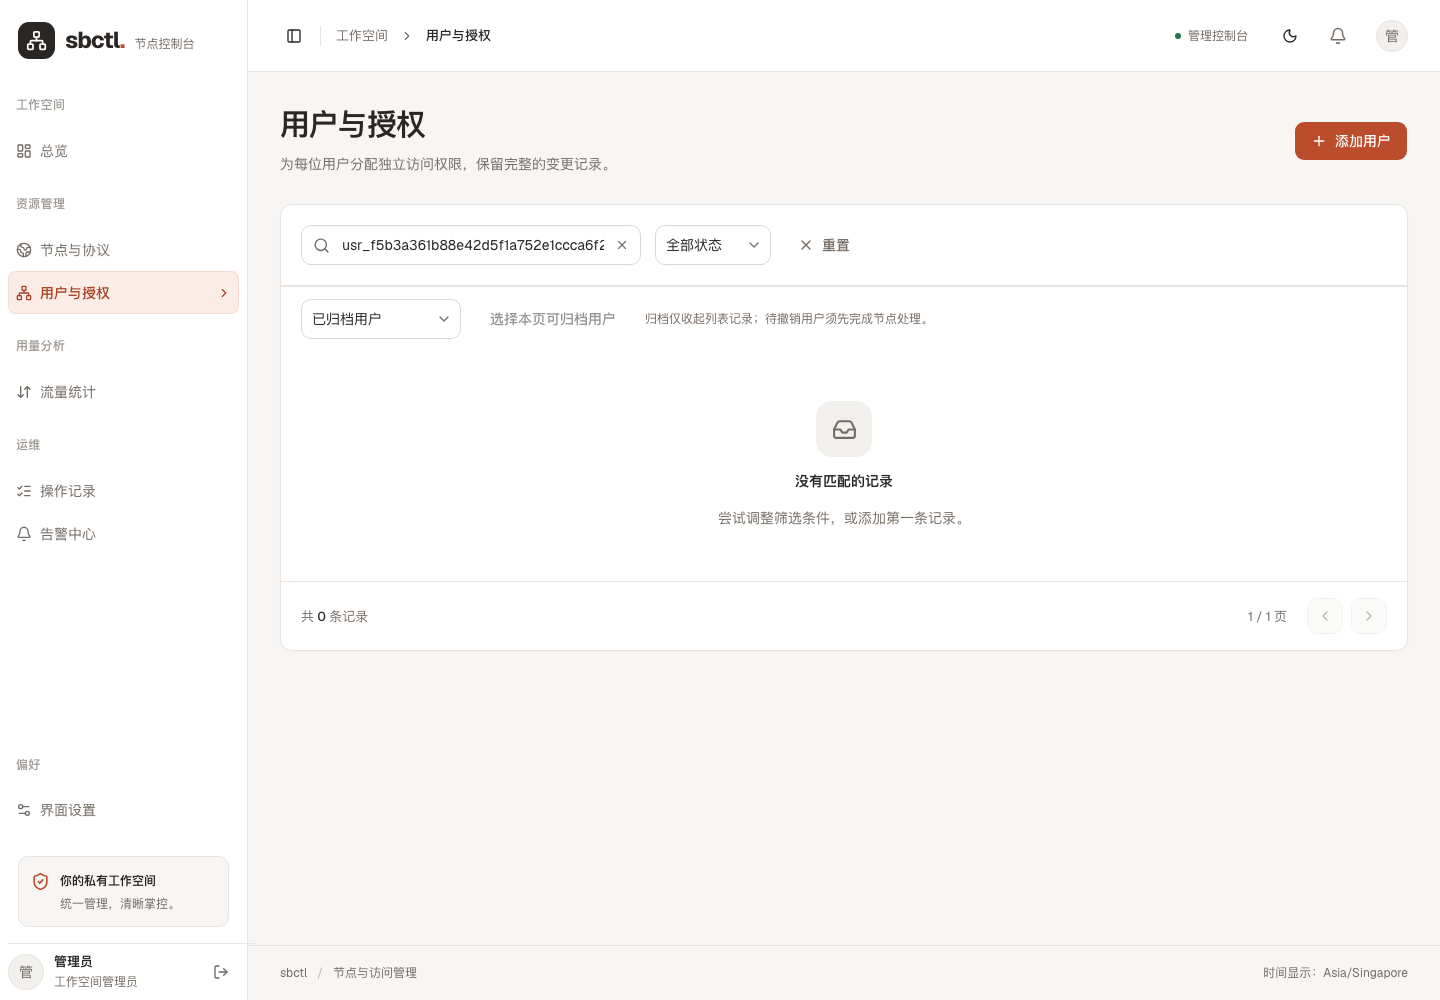 sbctl. 节点控制台
工作空间
总览
资源管理
节点与协议
用户与授权
用量分析
流量统计
运维
操作记录
告警中心
偏好
界面设置
你的私有工作空间
统一管理，清晰掌控。
管
管理员
工作空间管理员
工作空间 用户与授权
管理控制台
管
用户与授权
为每位用户分配独立访问权限，保留完整的变更记录。
添加用户
usr_f5b3a361b88e42d5f1a752e1ccca6f2
全部状态
重置
已归档用户
选择本页可归档用户
归档仅收起列表记录；待撤销用户须先完成节点处理。
没有匹配的记录
尝试调整筛选条件，或添加第一条记录。
共 0 条记录
1 / 1 页
sbctl / 节点与访问管理
时间显示：Asia/Singapore